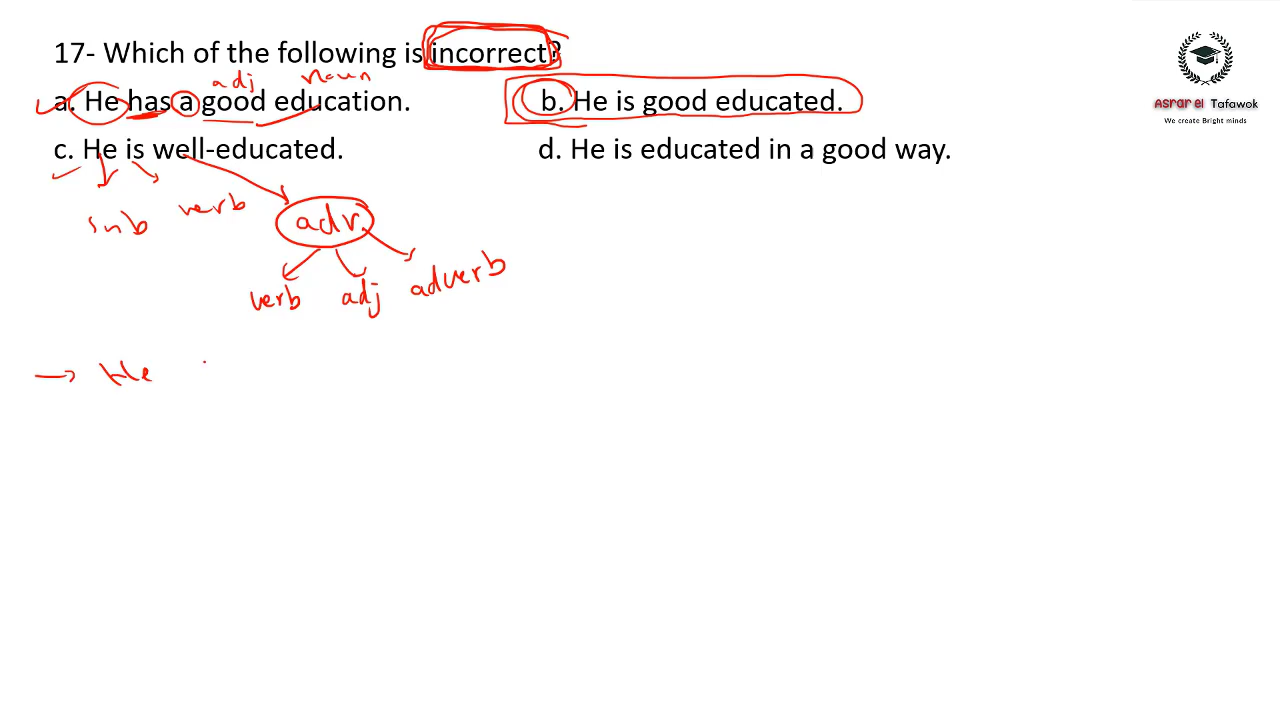 17- Which of the following is incorrect?
adj noun
a. He has a good education. b. He is good educated.
c. He is well-educated. d. He is educated in a good way.
sub verb adv.
verb adj adverb
→ He
Asrar el Tafawok
We create Bright minds